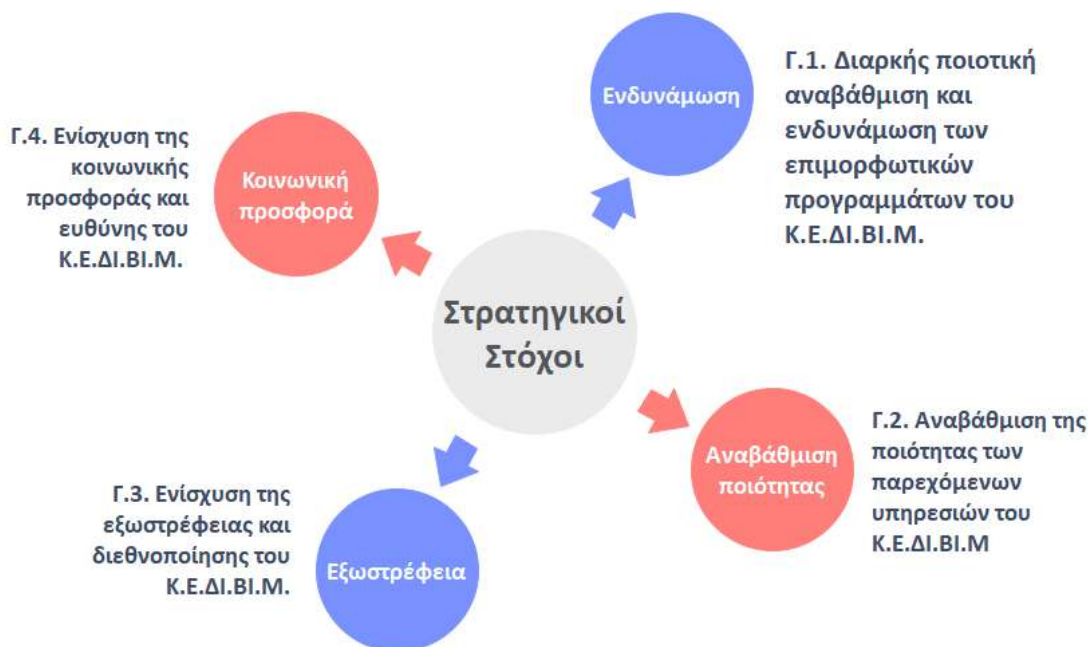 Στρατηγικοί
Στόχοι
Ενδυνάμωση
Γ.1. Διαρκής ποιοτική
αναβάθμιση και
ενδυνάμωση των
επιμορφωτικών
προγραμμάτων του
Κ.Ε.ΔΙ.ΒΙ.Μ.
Αναβάθμιση
ποιότητας
Γ.2. Αναβάθμιση της
ποιότητας των
παρεχόμενων
υπηρεσιών του
Κ.Ε.ΔΙ.ΒΙ.Μ
Εξωστρέφεια
Γ.3. Ενίσχυση της
εξωστρέφειας και
διεθνοποίησης του
Κ.Ε.ΔΙ.ΒΙ.Μ.
Κοινωνική
προσφορά
Γ.4. Ενίσχυση της
κοινωνικής
προσφοράς και
ευθύνης του
Κ.Ε.ΔΙ.ΒΙ.Μ.